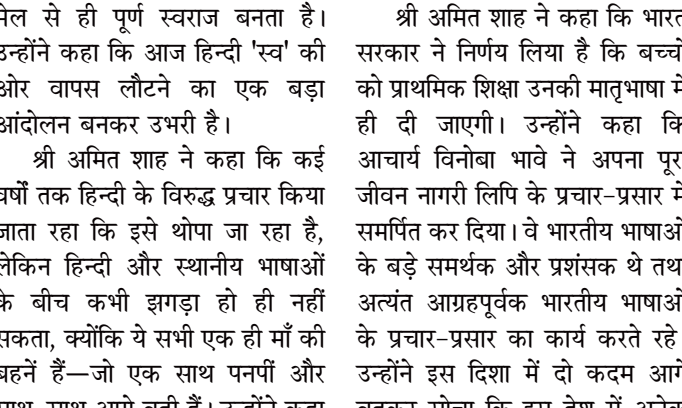 मेल से ही पूर्ण स्वराज बनता है।
उन्होंने कहा कि आज हिन्दी 'स्व' की
ओर वापस लौटने का एक बड़ा
आंदोलन बनकर उभरी है।
श्री अमित शाह ने कहा कि कई
वर्षों तक हिन्दी के विरुद्ध प्रचार किया
जाता रहा कि इसे थोपा जा रहा है,
लेकिन हिन्दी और स्थानीय भाषाओं
के बीच कभी झगड़ा हो ही नहीं
सकता, क्योंकि ये सभी एक ही माँ की
बहनें हैं—जो एक साथ पनपीं और
श्री अमित शाह ने कहा कि भारत
सरकार ने निर्णय लिया है कि बच्चों
को प्राथमिक शिक्षा उनकी मातृभाषा में
ही दी जाएगी। उन्होंने कहा कि
आचार्य विनोबा भावे ने अपना पूरा
जीवन नागरी लिपि के प्रचार-प्रसार में
समर्पित कर दिया। वे भारतीय भाषाओं
के बड़े समर्थक और प्रशंसक थे तथा
अत्यंत आग्रहपूर्वक भारतीय भाषाओं
के प्रचार-प्रसार का कार्य करते रहे
उन्होंने इस दिशा में दो कदम आगे